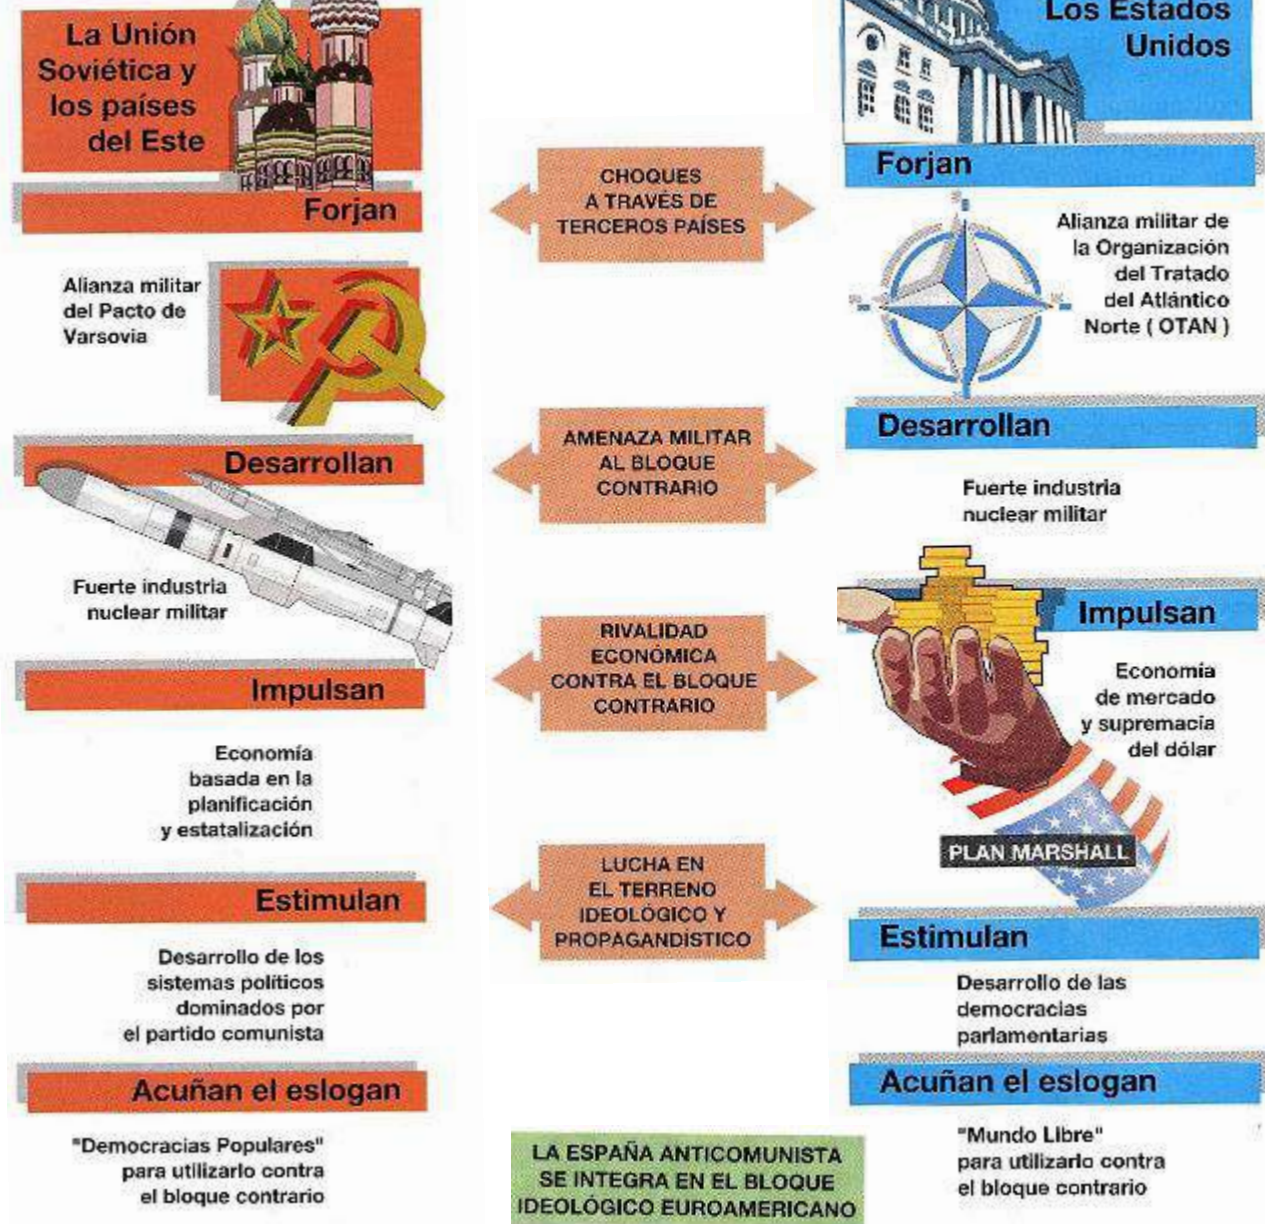 La Unión
Soviética y
los países
del Este
Forjan
Alianza militar
del Pacto de
Varsovia
Desarrollan
Fuerte industria
nuclear militar
Impulsan
Economía
basada en la
planificación
y estatalización
Estimulan
Desarrollo de los
sistemas políticos
dominados por
el partido comunista
Acuñan el eslogan
"Democracias Populares"
para utilizarlo contra
el bloque contrario
CHOQUES
A TRAVÉS DE
TERCEROS PAÍSES
AMENAZA MILITAR
AL BLOQUE
CONTRARIO
RIVALIDAD
ECONÓMICA
CONTRA EL BLOQUE
CONTRARIO
LUCHA EN
EL TERRENO
IDEOLÓGICO Y
PROPAGANDÍSTICO
LA ESPAÑA ANTICOMUNISTA
SE INTEGRA EN EL BLOQUE
IDEOLÓGICO EUROAMERICANO
Los Estados
Unidos
Forjan
Alianza militar de
la Organización
del Tratado
del Atlántico
Norte ( OTAN )
Desarrollan
Fuerte industria
nuclear militar
Impulsan
Economía
de mercado
y supremacía
del dólar
PLAN MARSHALL
Estimulan
Desarrollo de las
democracias
parlamentarias
Acuñan el eslogan
"Mundo Libre"
para utilizarlo contra
el bloque contrario